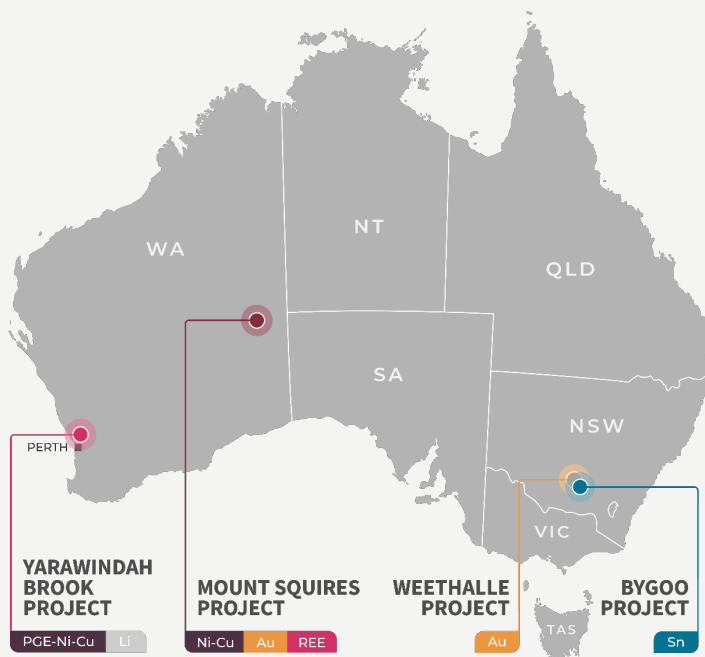 WA
NT
QLD
SA
NSW
PERTH
VIC
TAS
YARAWINDAH
BROOK
PROJECT
PGE-Ni-Cu Li
MOUNT SQUIRES
PROJECT
Ni-Cu Au REE
WEETHALLE
PROJECT
Au
BYGOO
PROJECT
Sn